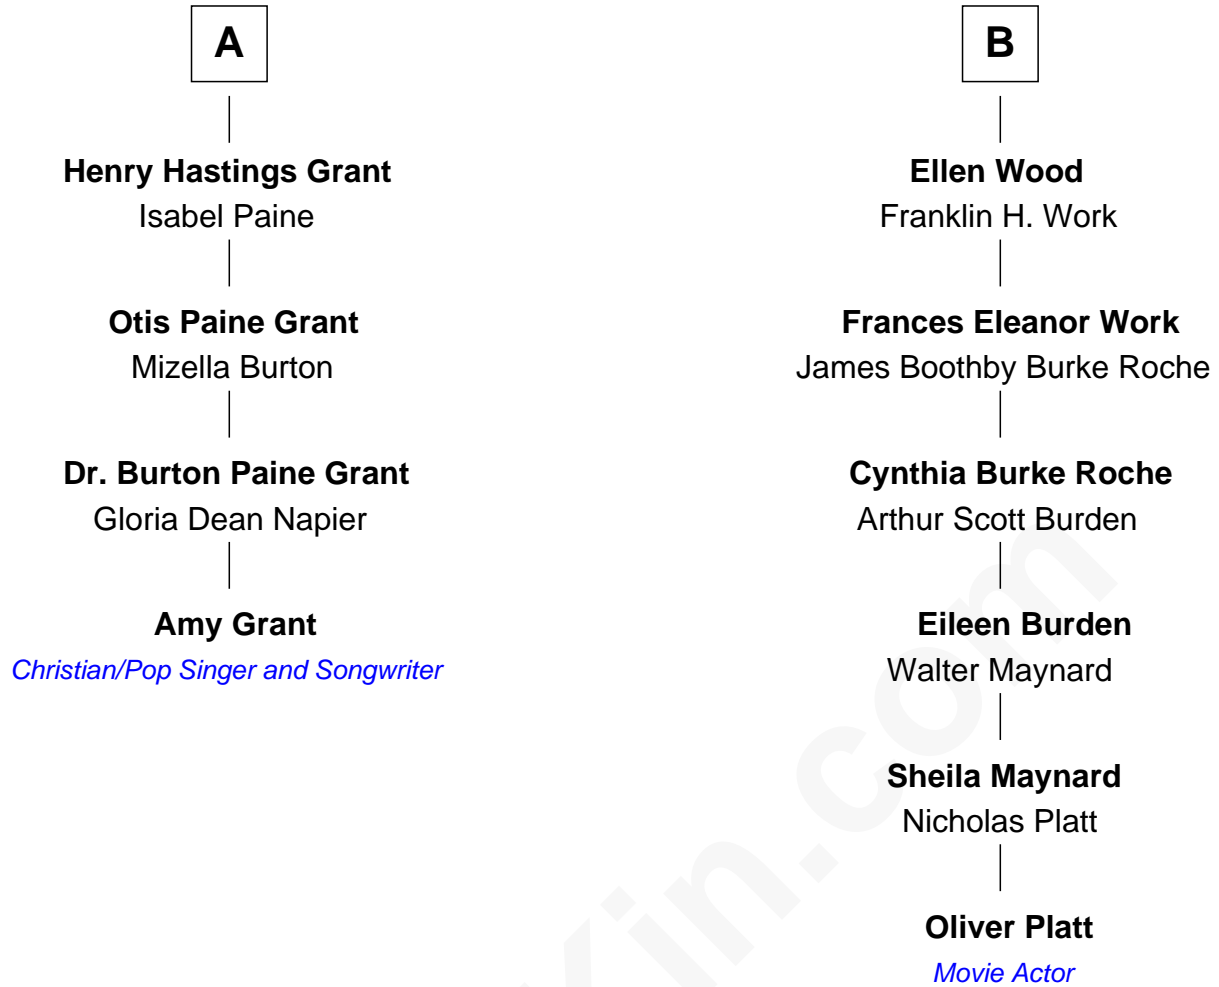 A
Henry Hastings Grant
Isabel Paine
Otis Paine Grant
Mizella Burton
Dr. Burton Paine Grant
Gloria Dean Napier
Amy Grant
Christian/Pop Singer and Songwriter
B
Ellen Wood
Franklin H. Work
Frances Eleanor Work
James Boothby Burke Roche
Cynthia Burke Roche
Arthur Scott Burden
Eileen Burden
Walter Maynard
Sheila Maynard
Nicholas Platt
Oliver Platt
Movie Actor
Kin.com